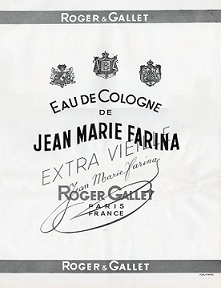 ROGER & GALLET
EAU DE COLOGNE
DE
JEAN MARIE FARINA
EXTRA VIEILLE
Jean Marie Farina
ROGER & GALLET
PARIS
FRANCE
ROGER & GALLET